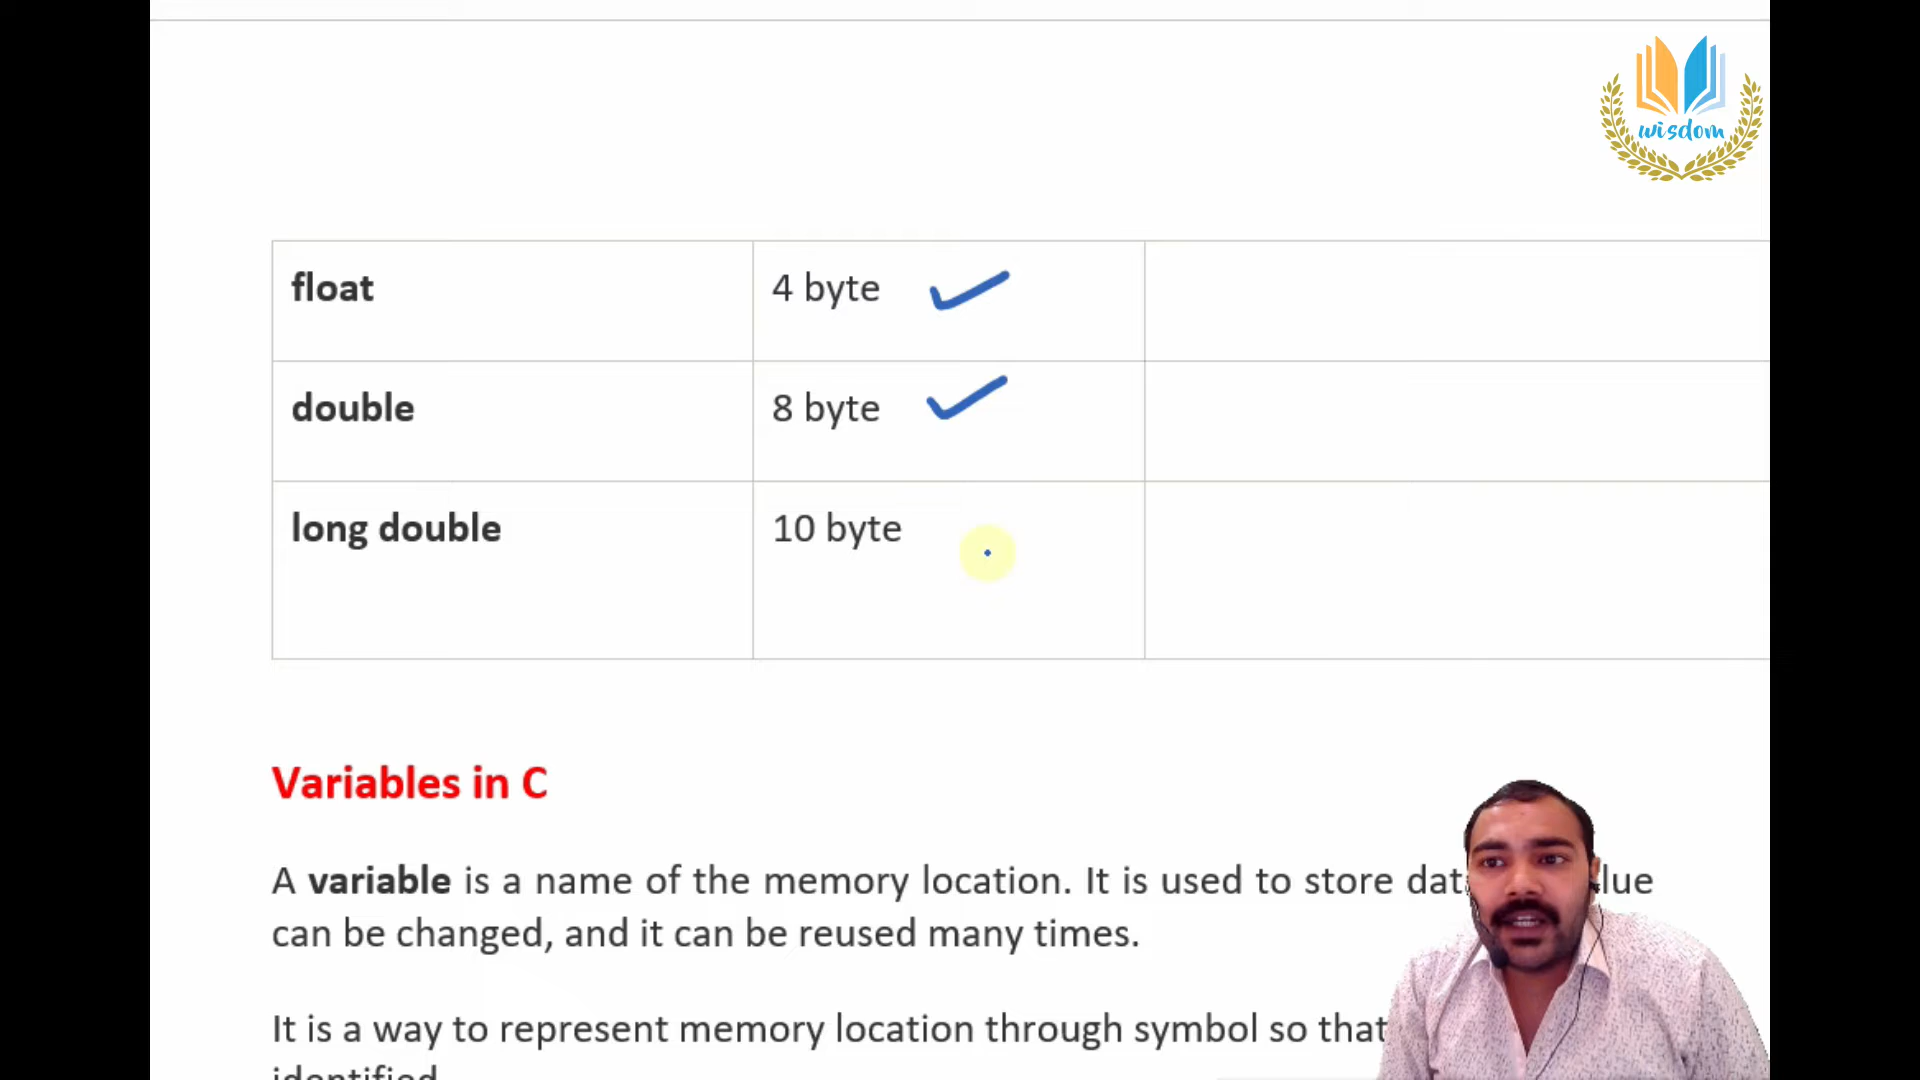 wisdom
float 4 byte
double 8 byte
long double 10 byte
Variables in C
A variable is a name of the memory location. It is used to store dat lue
can be changed, and it can be reused many times.
It is a way to represent memory location through symbol so that
identified.